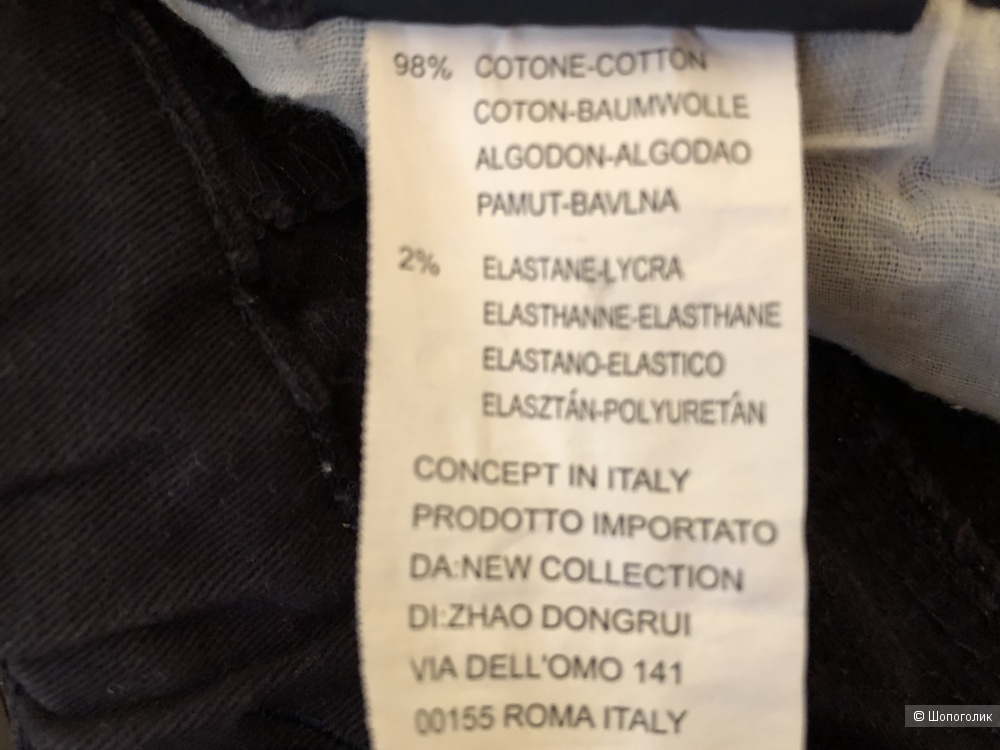 98% COTONE-COTTON
COTON-BAUMWOLLE
ALGODON-ALGODAO
PAMUT-BAVLNA
2% ELASTANE-LYCRA
ELASTHANNE-ELASTHANE
ELASTANO-ELASTICO
ELASZTÁN-POLYURETÁN
CONCEPT IN ITALY
PRODOTTO IMPORTATO
DA:NEW COLLECTION
DI:ZHAO DONGRUI
VIA DELL'OMO 141
00155 ROMA ITALY
© Шопоголик